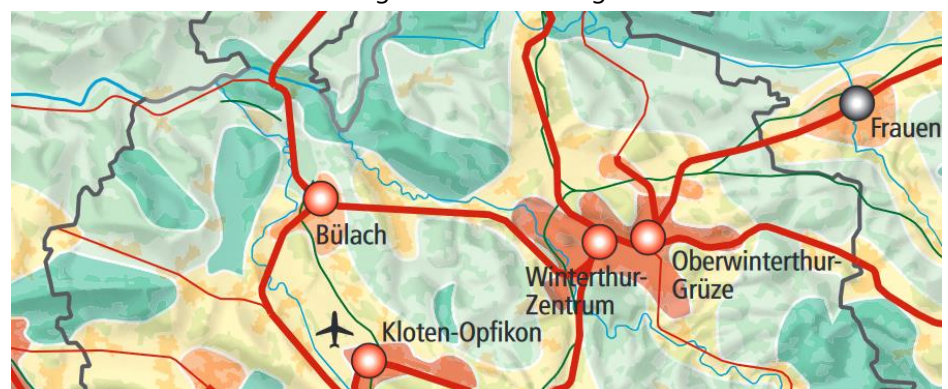 Frauen
Bülach
Winterthur-
Zentrum
Oberwinterthur-
Grüze
Kloten-Opfikon